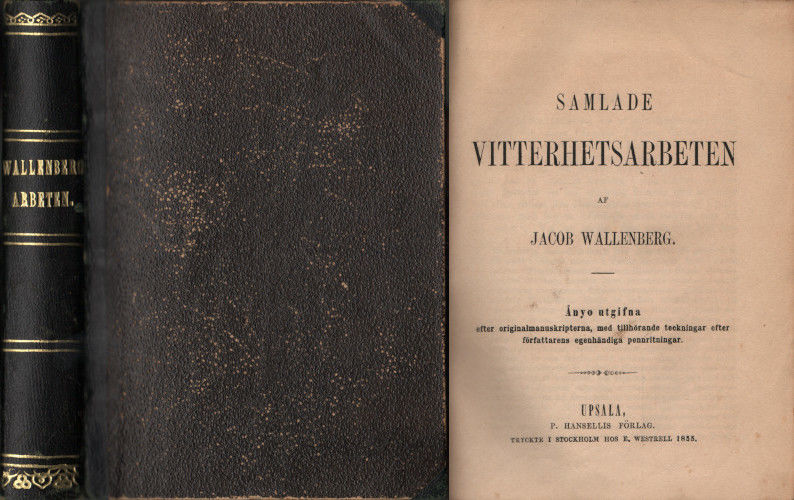 WALLENBERG
ARBETEN.
SAMLADE
VITTERHETSARBETEN
AF
JACOB WALLENBERG.
Ånyo utgifna
efter originalmanuskripterna, med tillhörande teckningar efter
författarens egenhändiga pennritningar.
UPSALA,
P. HANSELLIS FÖRLAG.
TRYCKTE I STOCKHOLM HOS E. WESTRELL 1855.